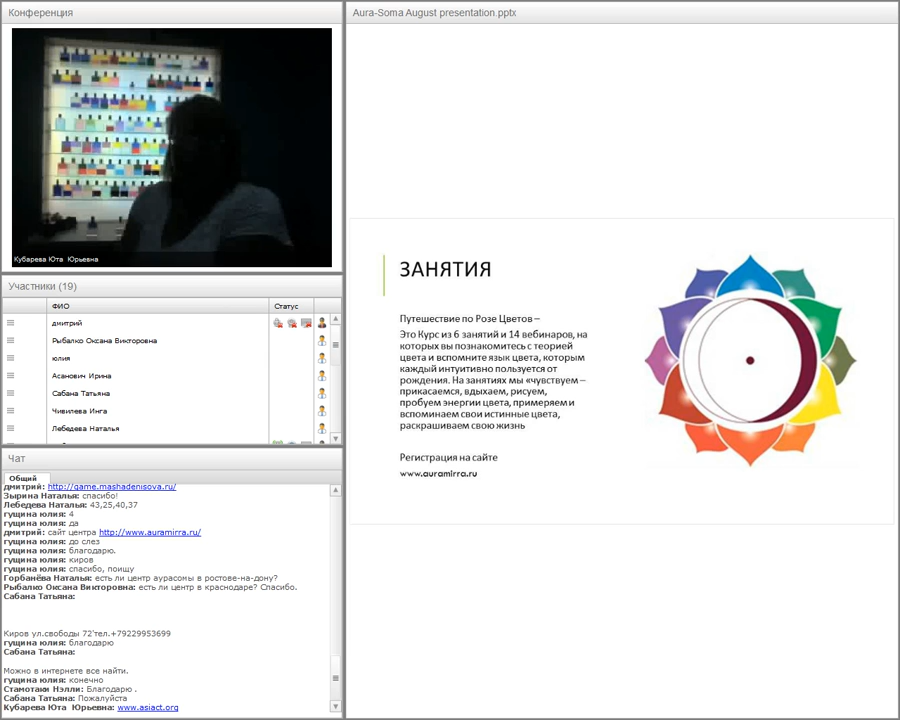 Конференция
Кубарева Юта Юрьевна
Участники (19)
ФИО
Статус
дмитрий
Рыбалко Оксана Викторовна
юлия
Асанович Ирина
Сабана Татьяна
Чивилева Инга
Лебедева Наталья
Чат
Общий
дмитрий: http://game.mashadenisova.ru/
Зырина Наталья: спасибо!
Лебедева Наталья: 43,25,40,37
гущина юлия: 4
гущина юлия: да
дмитрий: сайт центра http://www.auramirra.ru/
гущина юлия: до слез
гущина юлия: благодарю.
гущина юлия: киров
гущина юлия: спасибо, поищу
Горбанёва Наталья: есть ли центр аурасомы в ростове-на-дону?
Рыбалко Оксана Викторовна: есть ли центр в краснодаре? Спасибо.
Сабана Татьяна:
Киров ул.свободы 72'тел.+79229953699
гущина юлия: благодарю
Сабана Татьяна:
Можно в интернете все найти.
гущина юлия: конечно
Стамотаки Нэлли: Благодарю .
Сабана Татьяна: Пожалуйста
Кубарева Юта Юрьевна: www.asiact.org
Aura-Soma August presentation.pptx
ЗАНЯТИЯ
Путешествие по Розе Цветов –
Это Курс из 6 занятий и 14 вебинаров, на
которых вы познакомитесь с теорией
цвета и вспомните язык цвета, которым
каждый интуитивно пользуется от
рождения. На занятиях мы «чувствуем –
прикасаемся, вдыхаем, рисуем,
пробуем энергии цвета, примеряем и
вспоминаем свои истинные цвета,
раскрашиваем свою жизнь
Регистрация на сайте
www.auramirra.ru